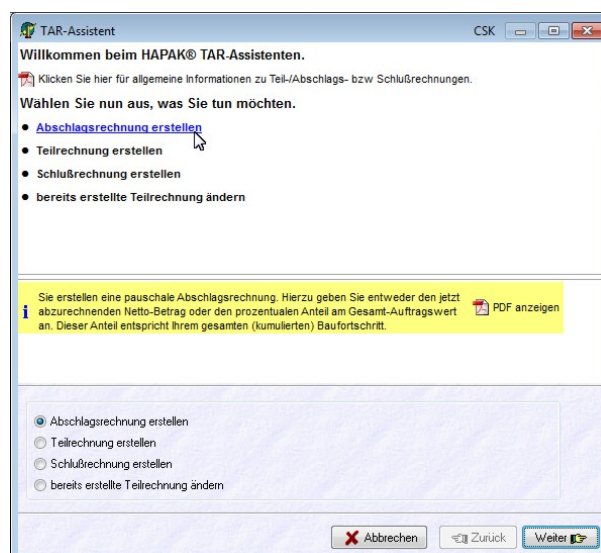 TAR-Assistent CSK
Willkommen beim HAPAK® TAR-Assistenten.
Klicken Sie hier für allgemeine Informationen zu Teil-/Abschlags- bzw Schlußrechnungen.
Wählen Sie nun aus, was Sie tun möchten.
Abschlagsrechnung erstellen
Teilrechnung erstellen
Schlußrechnung erstellen
bereits erstellte Teilrechnung ändern
Sie erstellen eine pauschale Abschlagsrechnung. Hierzu geben Sie entweder den jetzt
abzurechnenden Netto-Betrag oder den prozentualen Anteil am Gesamt-Auftragswert
an. Dieser Anteil entspricht Ihrem gesamten (kumulierten) Baufortschritt.
PDF anzeigen
Abschlagsrechnung erstellen
Teilrechnung erstellen
Schlußrechnung erstellen
bereits erstellte Teilrechnung ändern
Abbrechen Zurück Weiter